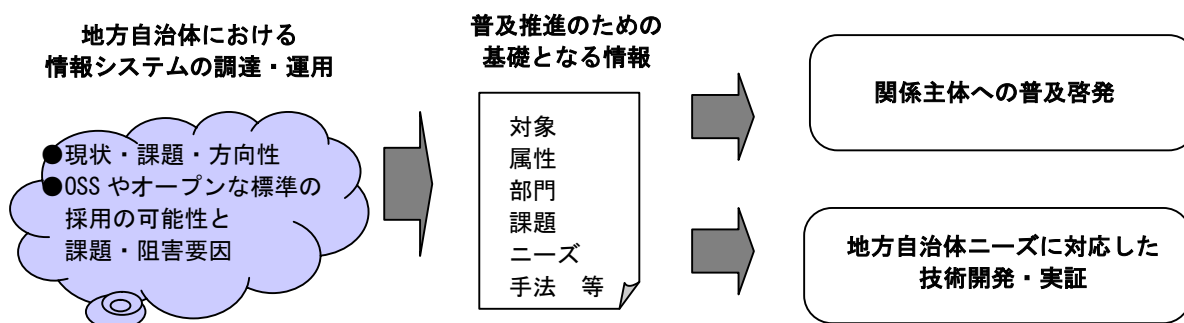 地方自治体における
情報システムの調達・運用
●現状・課題・方向性
●OSS やオープンな標準の
採用の可能性と
課題・阻害要因
普及推進のための
基礎となる情報
対象
属性
部門
課題
ニーズ
手法　等
関係主体への普及啓発
地方自治体ニーズに対応した
技術開発・実証